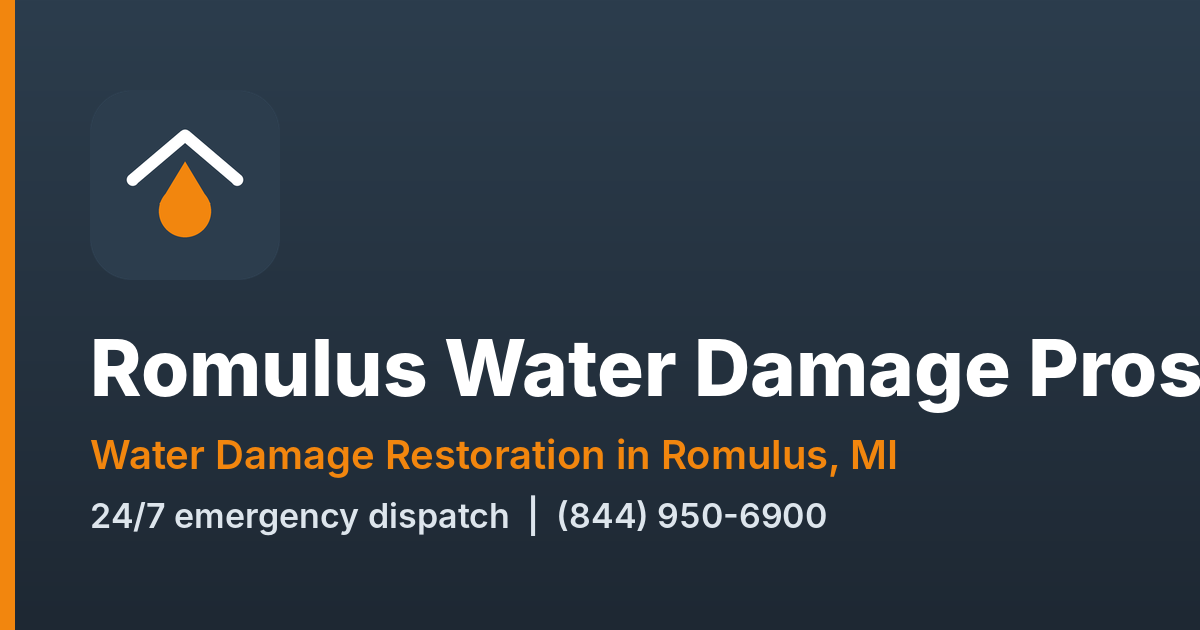 Romulus Water Damage Pros
Water Damage Restoration in Romulus, MI
24/7 emergency dispatch | (844) 950-6900